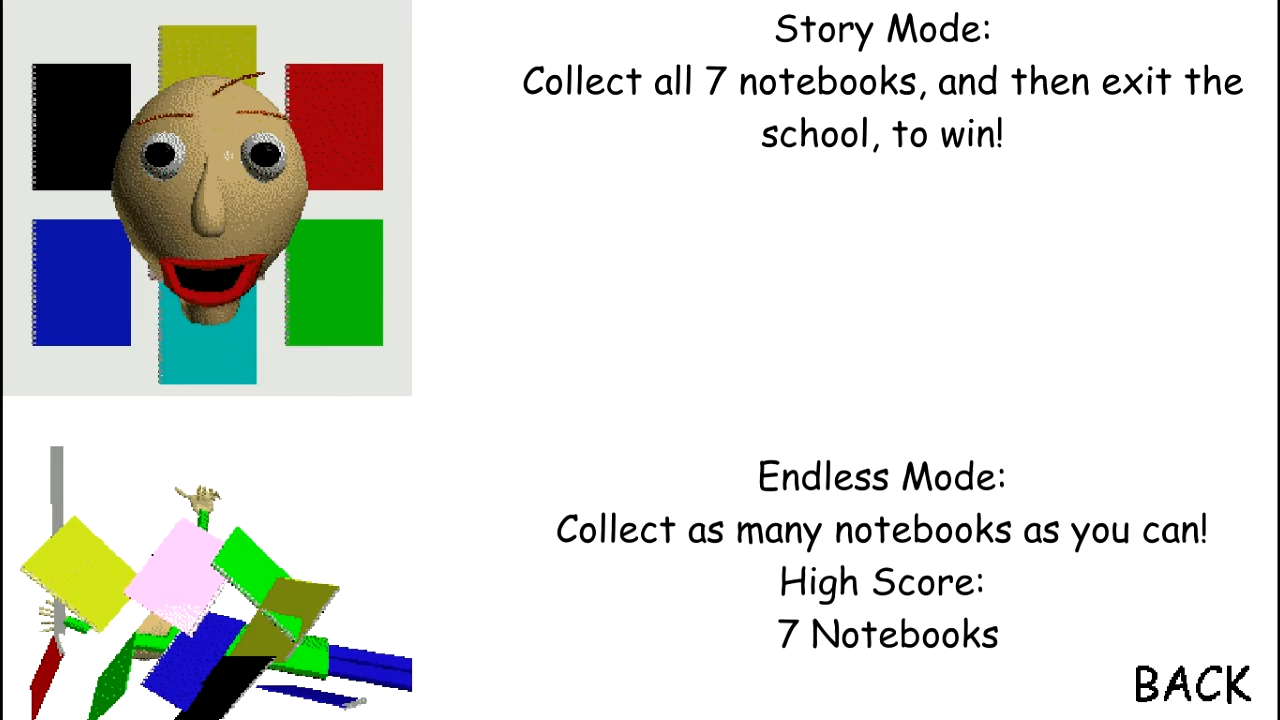 Story Mode:
Collect all 7 notebooks, and then exit the
school, to win!
Endless Mode:
Collect as many notebooks as you can!
High Score:
7 Notebooks
BACK